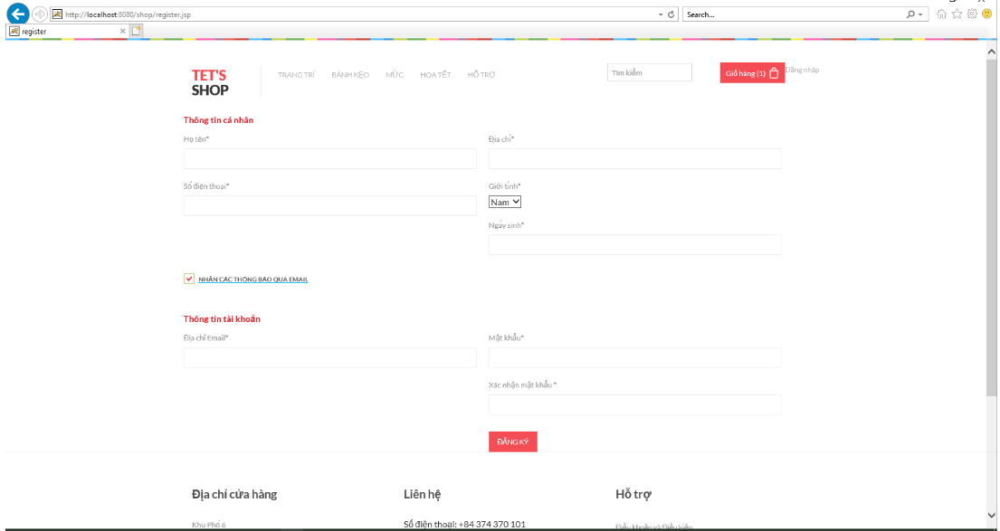 http://localhost:8080/shop/register.jsp
Search...
register
TET'S
SHOP
TRANG TRÍ
BÁNH KẸO
MỨC
HOA TẾT
HỖ TRỢ
Tìm kiếm
Giỏ hàng (1)
Đăng nhập
Thông tin cá nhân
Họ tên*
Địa chỉ*
Số điện thoại*
Giới tính*
Nam
Ngày sinh*
NHẬN CÁC THÔNG BÁO QUA EMAIL
Thông tin tài khoản
Địa chỉ Email*
Mật khẩu*
Xác nhận mật khẩu *
ĐĂNG KÝ
Địa chỉ cửa hàng
Liên hệ
Hỗ trợ
Khu Phố 6
Số điện thoại: +84 374 370 101
Điều khoản và Điều kiện